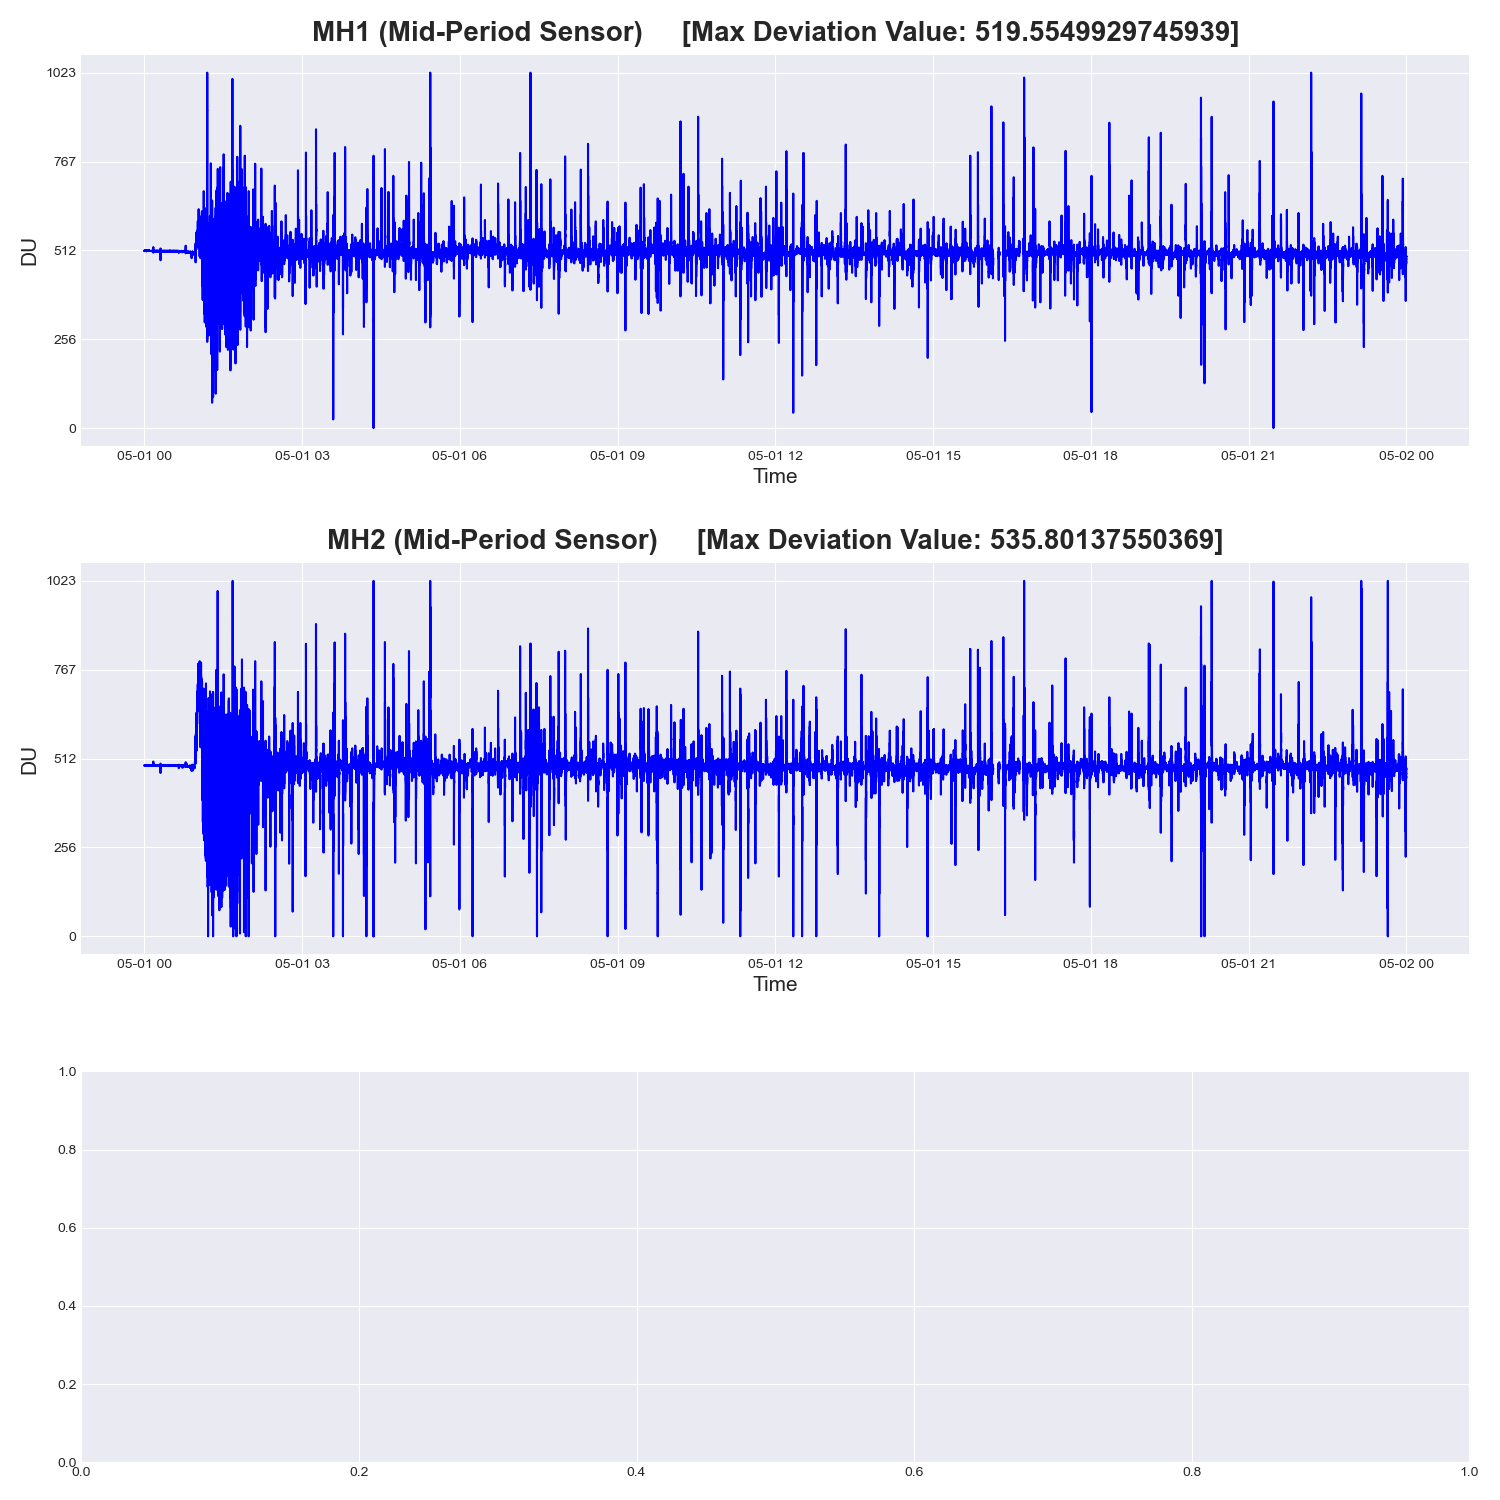 MH1 (Mid-Period Sensor) [Max Deviation Value: 519.5549929745939]
1023
767
512
256
0
DU
05-01 00 05-01 03 05-01 06 05-01 09 05-01 12 05-01 15 05-01 18 05-01 21 05-02 00
Time
MH2 (Mid-Period Sensor) [Max Deviation Value: 535.80137550369]
1023
767
512
256
0
DU
05-01 00 05-01 03 05-01 06 05-01 09 05-01 12 05-01 15 05-01 18 05-01 21 05-02 00
Time
1.0
0.8
0.6
0.4
0.2
0.0
0.0 0.2 0.4 0.6 0.8 1.0